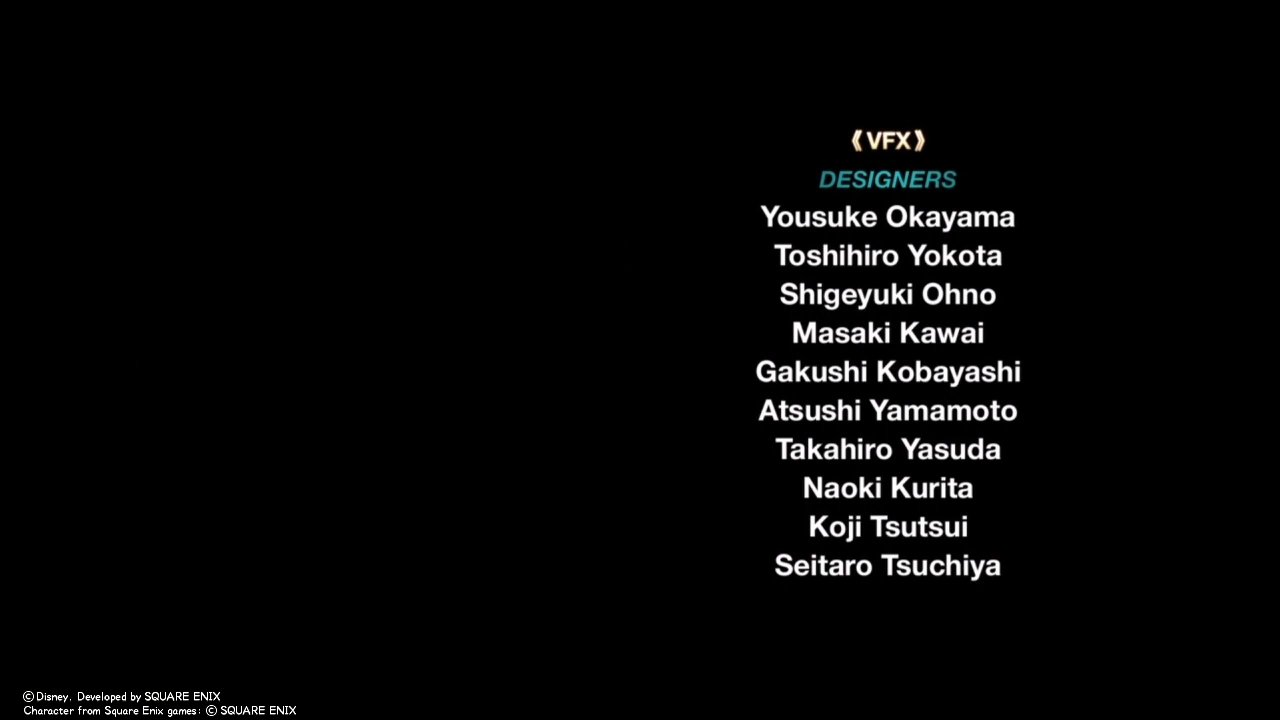 《VFX》
DESIGNERS
Yousuke Okayama
Toshihiro Yokota
Shigeyuki Ohno
Masaki Kawai
Gakushi Kobayashi
Atsushi Yamamoto
Takahiro Yasuda
Naoki Kurita
Koji Tsutsui
Seitaro Tsuchiya
©Disney. Developed by SQUARE ENIX
Character from Square Enix games: © SQUARE ENIX